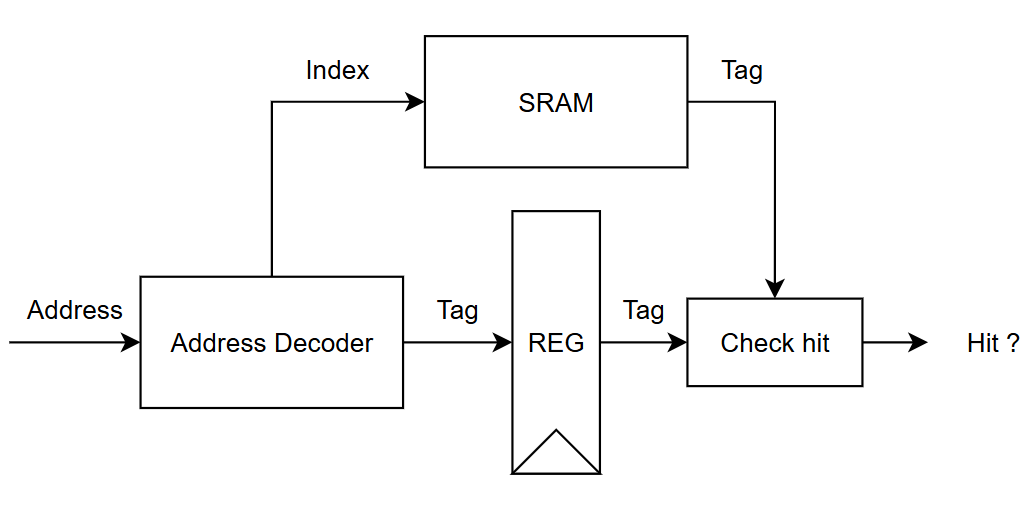 Index
SRAM
Tag
Address
Address Decoder
Tag
REG
Tag
Check hit
Hit ?